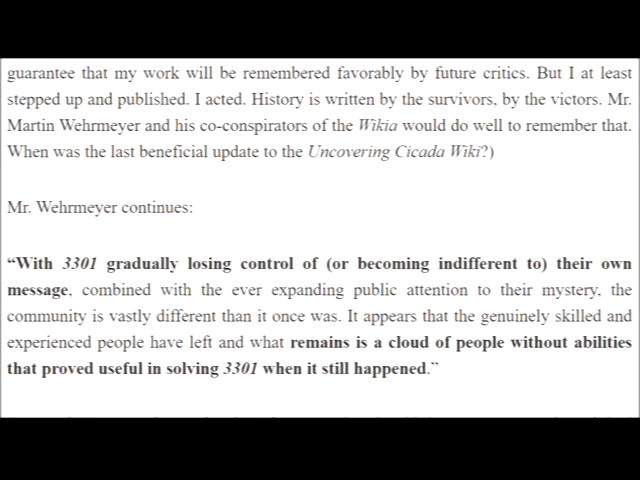 guarantee that my work will be remembered favorably by future critics. But I at least
stepped up and published. I acted. History is written by the survivors, by the victors. Mr.
Martin Wehrmeyer and his co-conspirators of the Wikia would do well to remember that.
When was the last beneficial update to the Uncovering Cicada Wiki?)
Mr. Wehrmeyer continues:
“With 3301 gradually losing control of (or becoming indifferent to) their own
message, combined with the ever expanding public attention to their mystery, the
community is vastly different than it once was. It appears that the genuinely skilled and
experienced people have left and what remains is a cloud of people without abilities
that proved useful in solving 3301 when it still happened.”